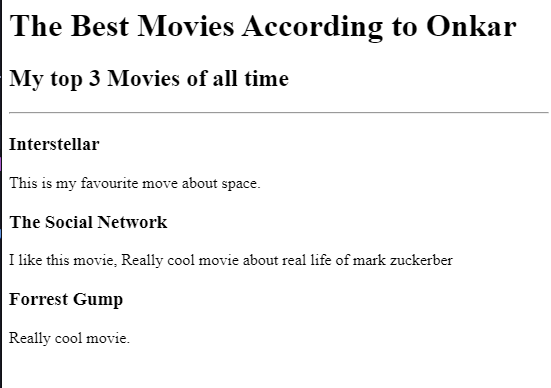 The Best Movies According to Onkar
My top 3 Movies of all time
Interstellar
This is my favourite move about space.
The Social Network
I like this movie, Really cool movie about real life of mark zuckerber
Forrest Gump
Really cool movie.